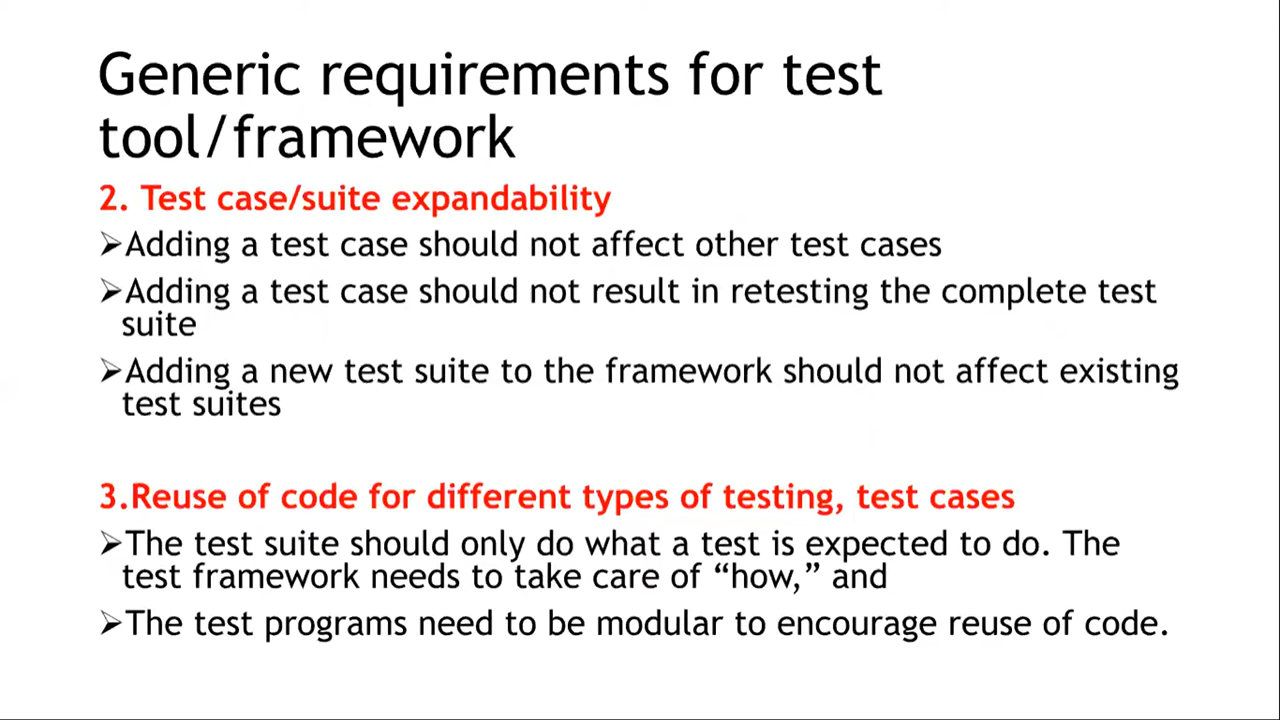 Generic requirements for test
tool/framework
2. Test case/suite expandability
➢Adding a test case should not affect other test cases
➢Adding a test case should not result in retesting the complete test
suite
➢Adding a new test suite to the framework should not affect existing
test suites
3.Reuse of code for different types of testing, test cases
➢The test suite should only do what a test is expected to do. The
test framework needs to take care of “how,” and
➢The test programs need to be modular to encourage reuse of code.